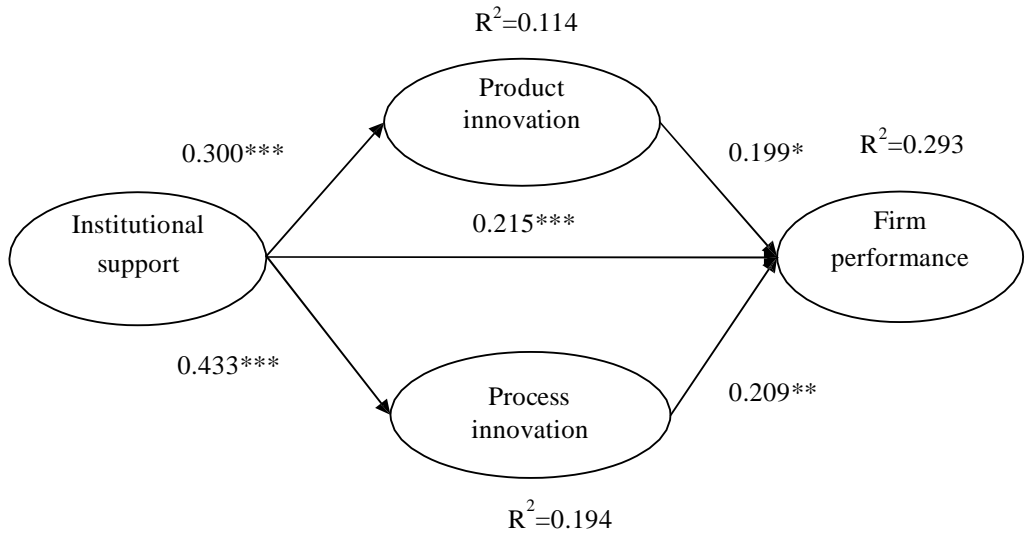 R²=0.114
Product
innovation
0.300***
0.199*
R²=0.293
Institutional
support
0.215***
Firm
performance
0.433***
Process
innovation
0.209**
R²=0.194